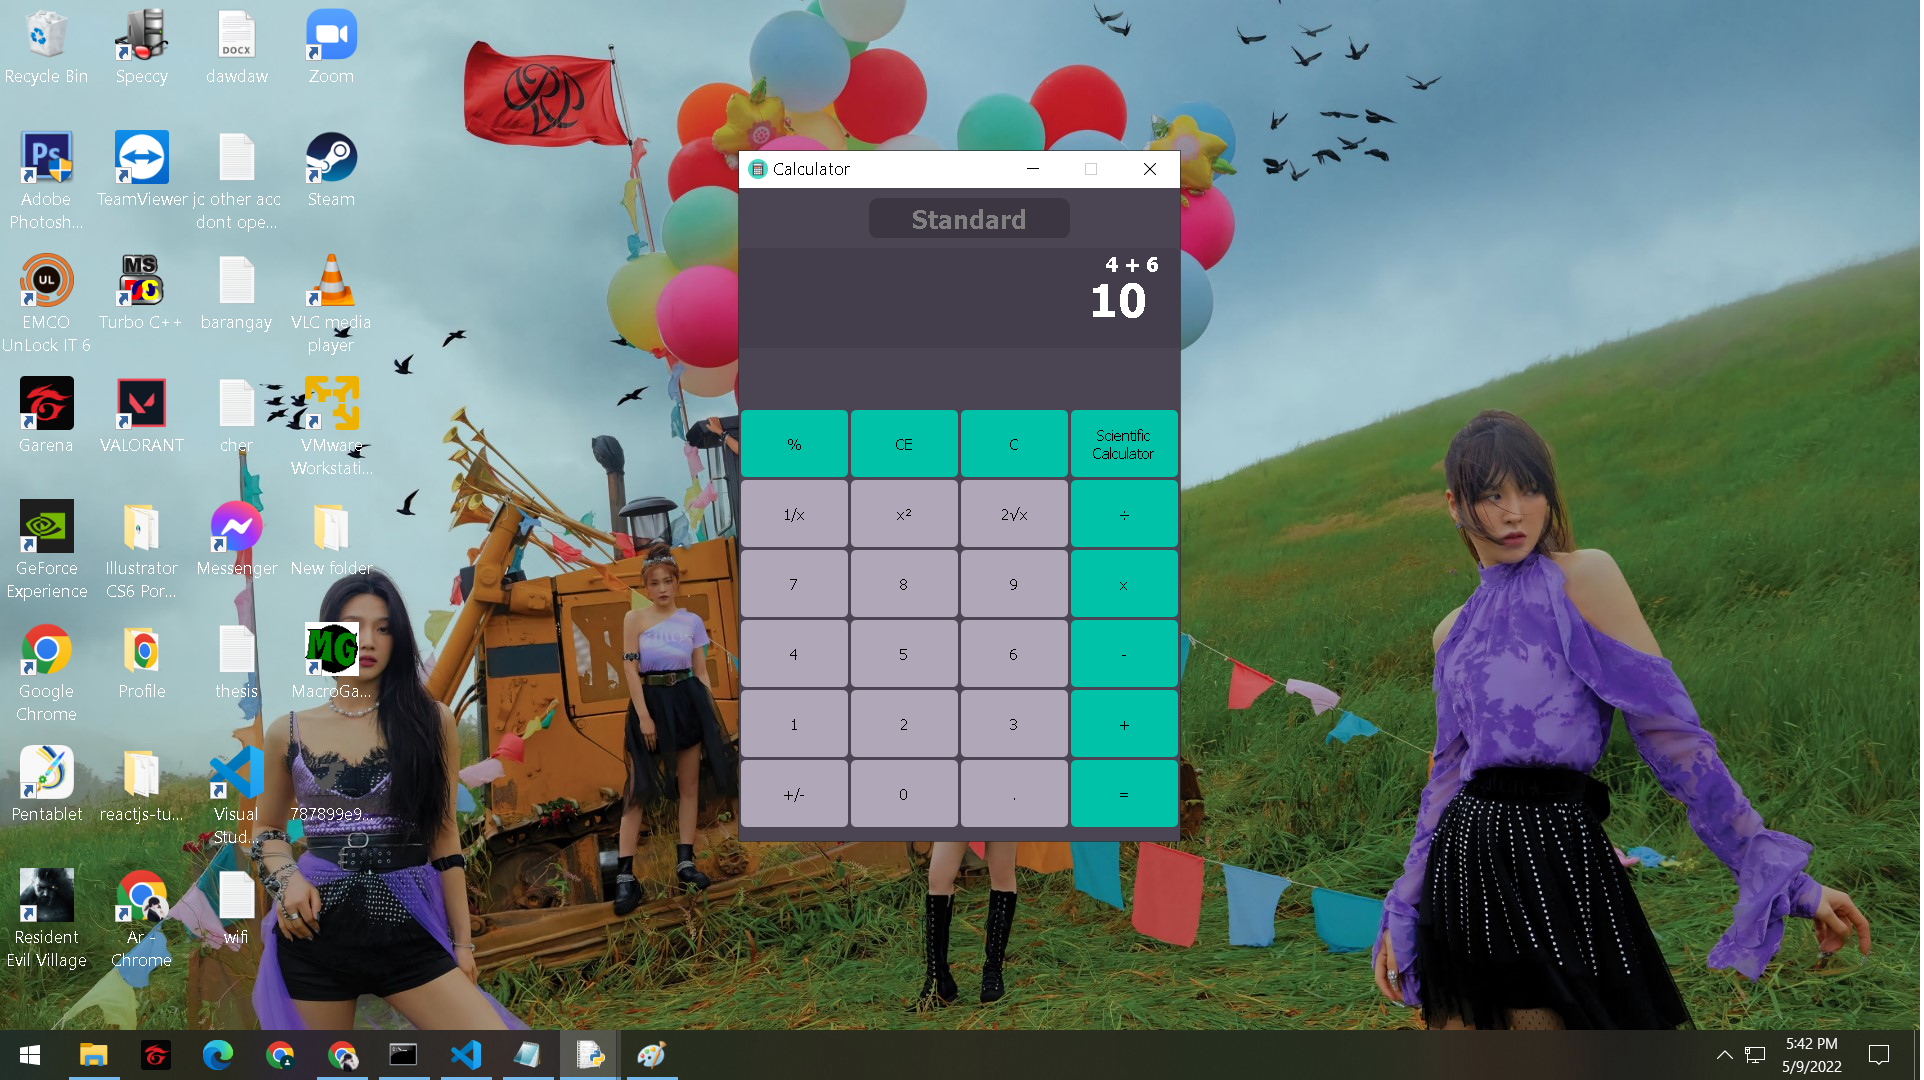 Recycle Bin
Speccy
dawdaw
Zoom
DOCX
Ps
Adobe
Photosh...
TeamViewer
jc other acc
dont ope...
Steam
UL
EMCO
UnLock IT 6
MS
Turbo C++
barangay
VLC media
player
Garena
VALORANT
cher
VMware
Workstati...
GeForce
Experience
Illustrator
CS6 Por...
Messenger
New folder
Google
Chrome
Profile
thesis
MG
MacroGa...
Pentablet
reactjs-tu...
Visual
Stud...
787899e9...
Resident
Evil Village
Ar -
Chrome
wifi
Calculator
Standard
4 + 6
10
%
CE
C
Scientific
Calculator
1/x
x²
2√x
÷
7
8
9
x
4
5
6
-
1
2
3
+
+/-
0
.
=
5:42 PM
5/9/2022